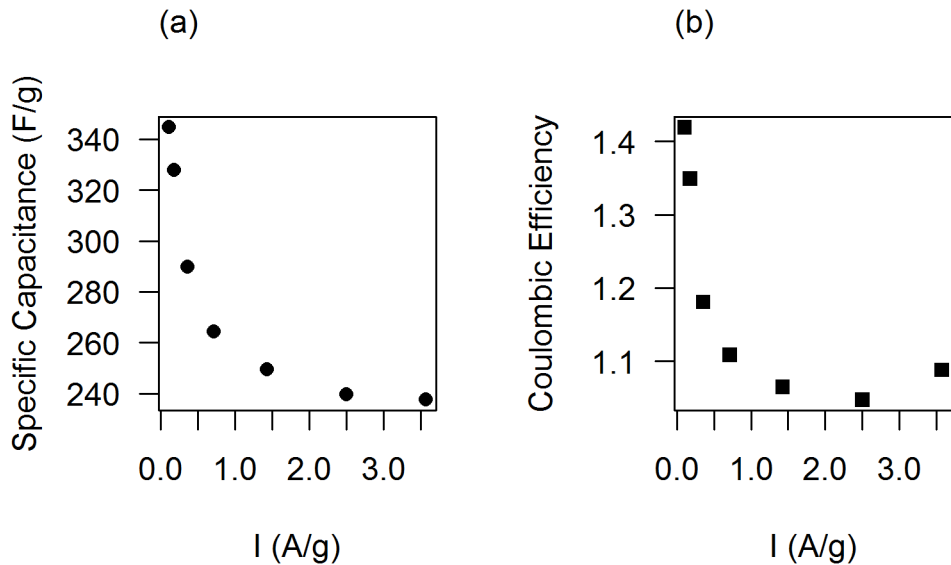 (a)
Specific Capacitance (F/g)
340
320
300
280
260
240
0.0 1.0 2.0 3.0
I (A/g)
(b)
Coulombic Efficiency
1.4
1.3
1.2
1.1
0.0 1.0 2.0 3.0
I (A/g)